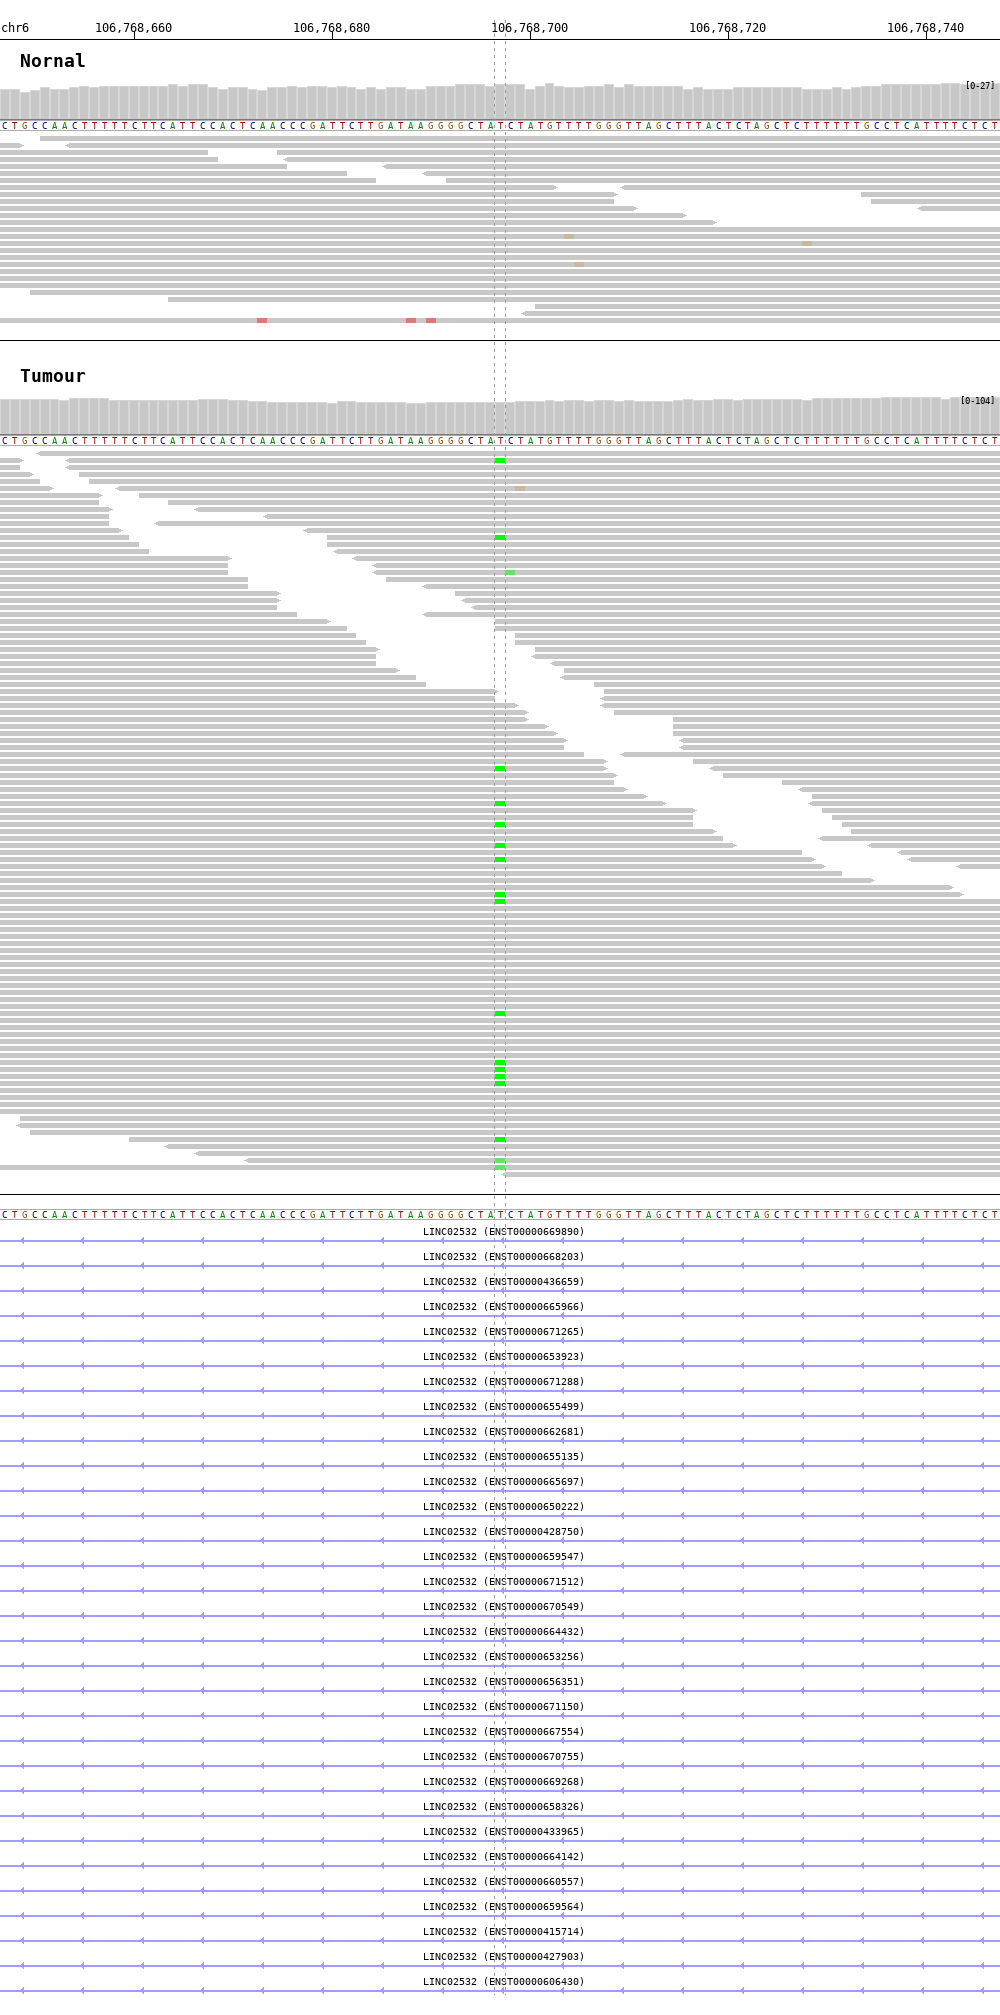 chr6 106,768,660 106,768,680 106,768,700 106,768,720 106,768,740
Nornal
[0-27]
CTGCCAACTTTTTCTTCATTCCACTCAACCCGATTCTTGATAAGGGGCTATCTATGTTTTGGGTTAGCTTTACTCTAGCTCTTTTTTGCCTCATTTTCTCT
Tumour
[0-104]
CTGCCAACTTTTTCTTCATTCCACTCAACCCGATTCTTGATAAGGGGCTATCTATGTTTTGGGTTAGCTTTACTCTAGCTCTTTTTTGCCTCATTTTCTCT
CTGCCAACTTTTTCTTCATTCCACTCAACCCGATTCTTGATAAGGGGCTATCTATGTTTTGGGTTAGCTTTACTCTAGCTCTTTTTTGCCTCATTTTCTCT
LINC02532 (ENST00000669890)
LINC02532 (ENST00000668203)
LINC02532 (ENST00000436659)
LINC02532 (ENST00000665966)
LINC02532 (ENST00000671265)
LINC02532 (ENST00000653923)
LINC02532 (ENST00000671288)
LINC02532 (ENST00000655499)
LINC02532 (ENST00000662681)
LINC02532 (ENST00000655135)
LINC02532 (ENST00000665697)
LINC02532 (ENST00000650222)
LINC02532 (ENST00000428750)
LINC02532 (ENST00000659547)
LINC02532 (ENST00000671512)
LINC02532 (ENST00000670549)
LINC02532 (ENST00000664432)
LINC02532 (ENST00000653256)
LINC02532 (ENST00000656351)
LINC02532 (ENST00000671150)
LINC02532 (ENST00000667554)
LINC02532 (ENST00000670755)
LINC02532 (ENST00000669268)
LINC02532 (ENST00000658326)
LINC02532 (ENST00000433965)
LINC02532 (ENST00000664142)
LINC02532 (ENST00000660557)
LINC02532 (ENST00000659564)
LINC02532 (ENST00000415714)
LINC02532 (ENST00000427903)
LINC02532 (ENST00000606430)